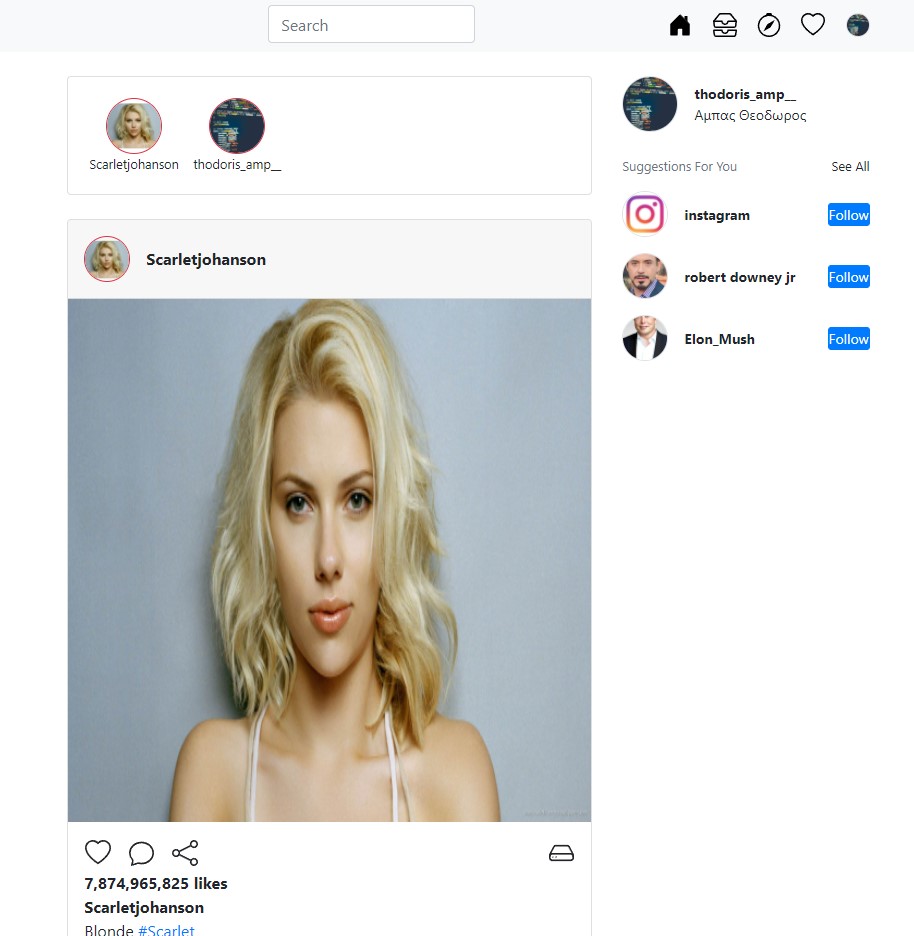 Search
Scarletjohanson
thodoris_amp__
Scarletjohanson
7,874,965,825 likes
Scarletjohanson
Blonde #Scarlet
thodoris_amp__
Αμπας Θεοδωρος
Suggestions For You
See All
instagram
Follow
robert downey jr
Follow
Elon_Mush
Follow